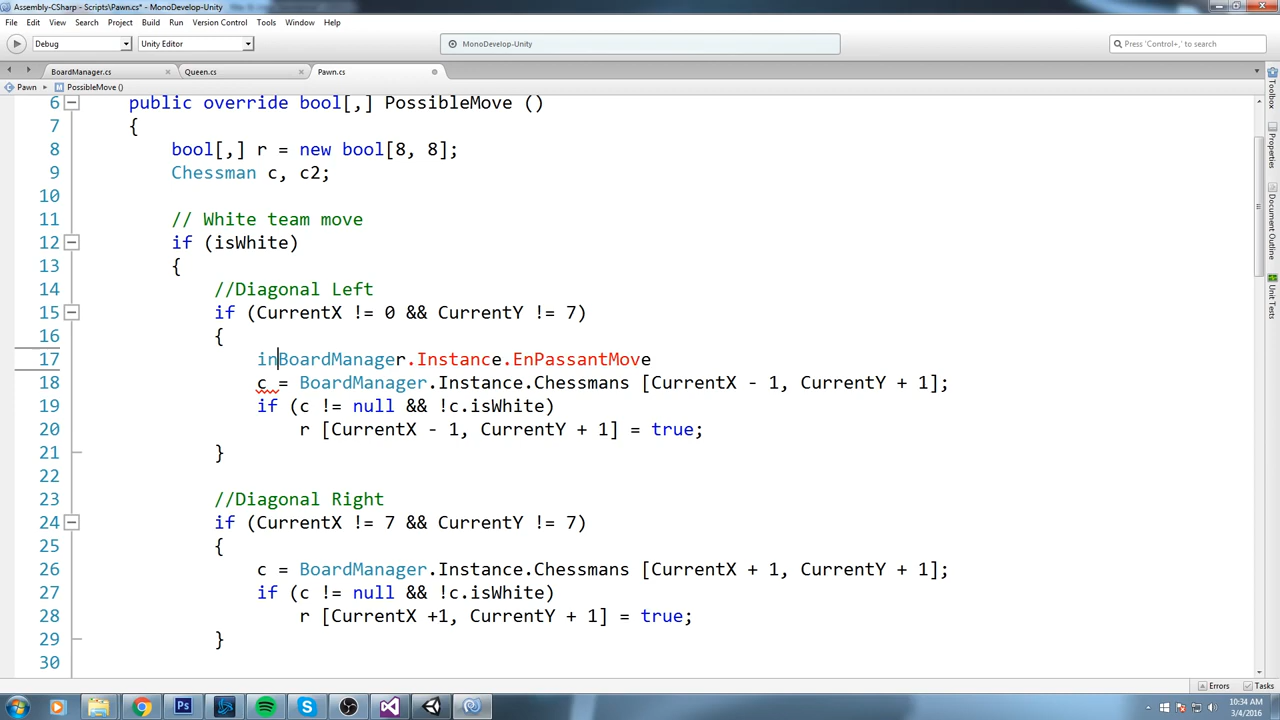 Assembly-CSharp - Scripts\Pawn.cs* - MonoDevelop-Unity
File Edit View Search Project Build Run Version Control Tools Window Help
Debug Unity Editor MonoDevelop-Unity Press 'Control+,' to search
BoardManager.cs × Queen.cs × Pawn.cs
Pawn PossibleMove ()
6 public override bool[,] PossibleMove ()
7 {
8 bool[,] r = new bool[8, 8];
9 Chessman c, c2;
10
11 // White team move
12 if (isWhite)
13 {
14 //Diagonal Left
15 if (CurrentX != 0 && CurrentY != 7)
16 {
17 inBoardManager.Instance.EnPassantMove
18 c = BoardManager.Instance.Chessmans [CurrentX - 1, CurrentY + 1];
19 if (c != null && !c.isWhite)
20 r [CurrentX - 1, CurrentY + 1] = true;
21 }
22
23 //Diagonal Right
24 if (CurrentX != 7 && CurrentY != 7)
25 {
26 c = BoardManager.Instance.Chessmans [CurrentX + 1, CurrentY + 1];
27 if (c != null && !c.isWhite)
28 r [CurrentX +1, CurrentY + 1] = true;
29 }
30
Toolbox
Properties
Document Outline
Unit Tests
Errors Tasks
10:34 AM
3/4/2016